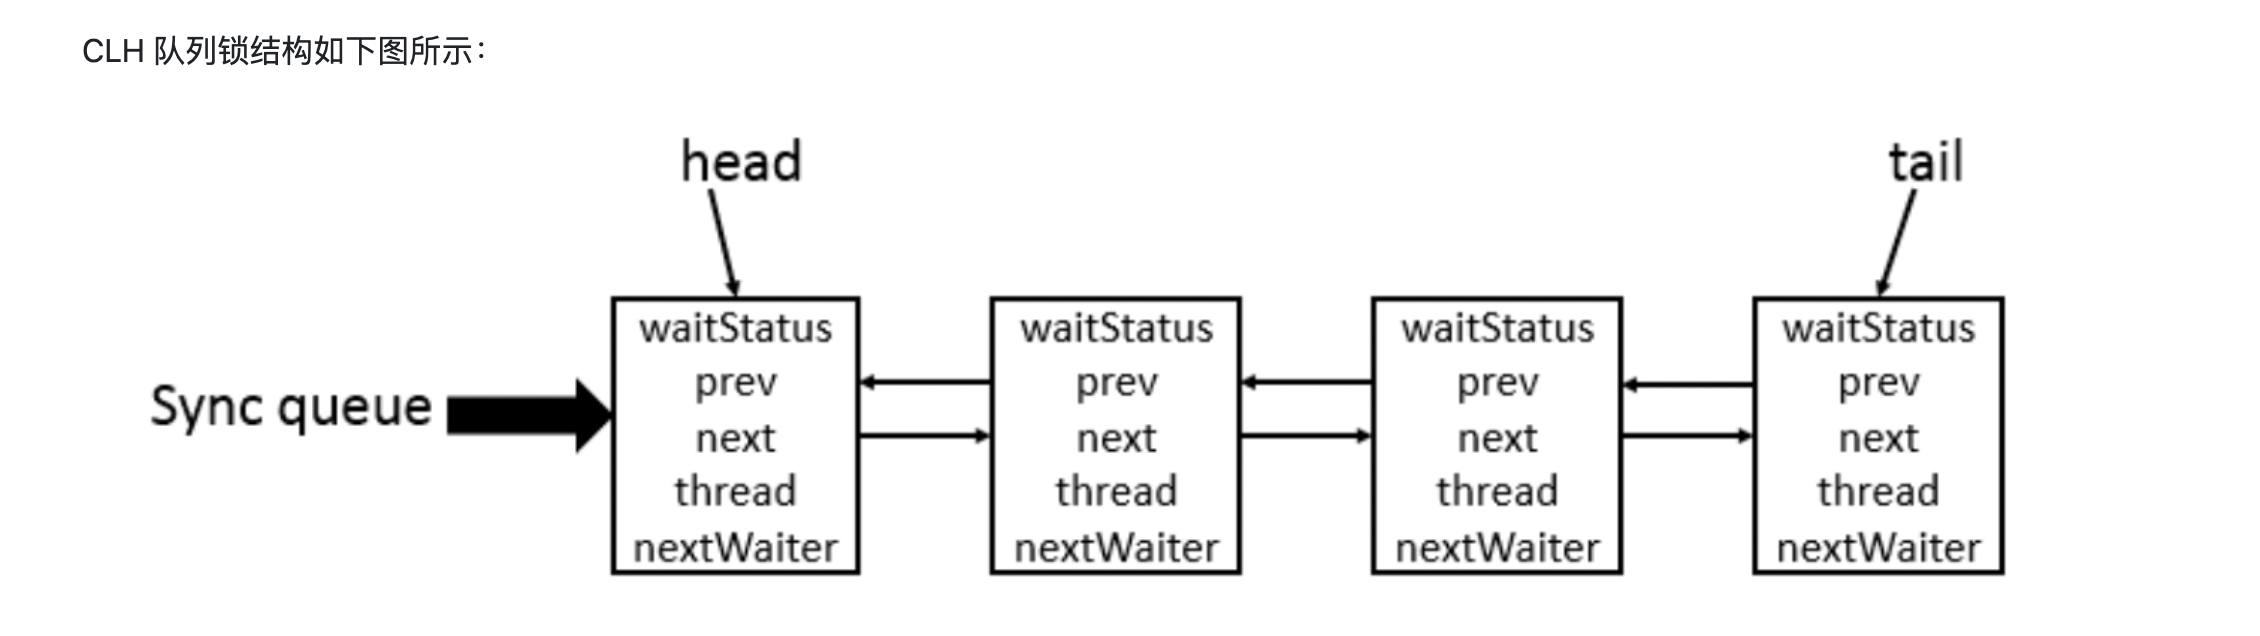 CLH 队列锁结构如下图所示：
head
tail
Sync queue
waitStatus
prev
next
thread
nextWaiter
waitStatus
prev
next
thread
nextWaiter
waitStatus
prev
next
thread
nextWaiter
waitStatus
prev
next
thread
nextWaiter